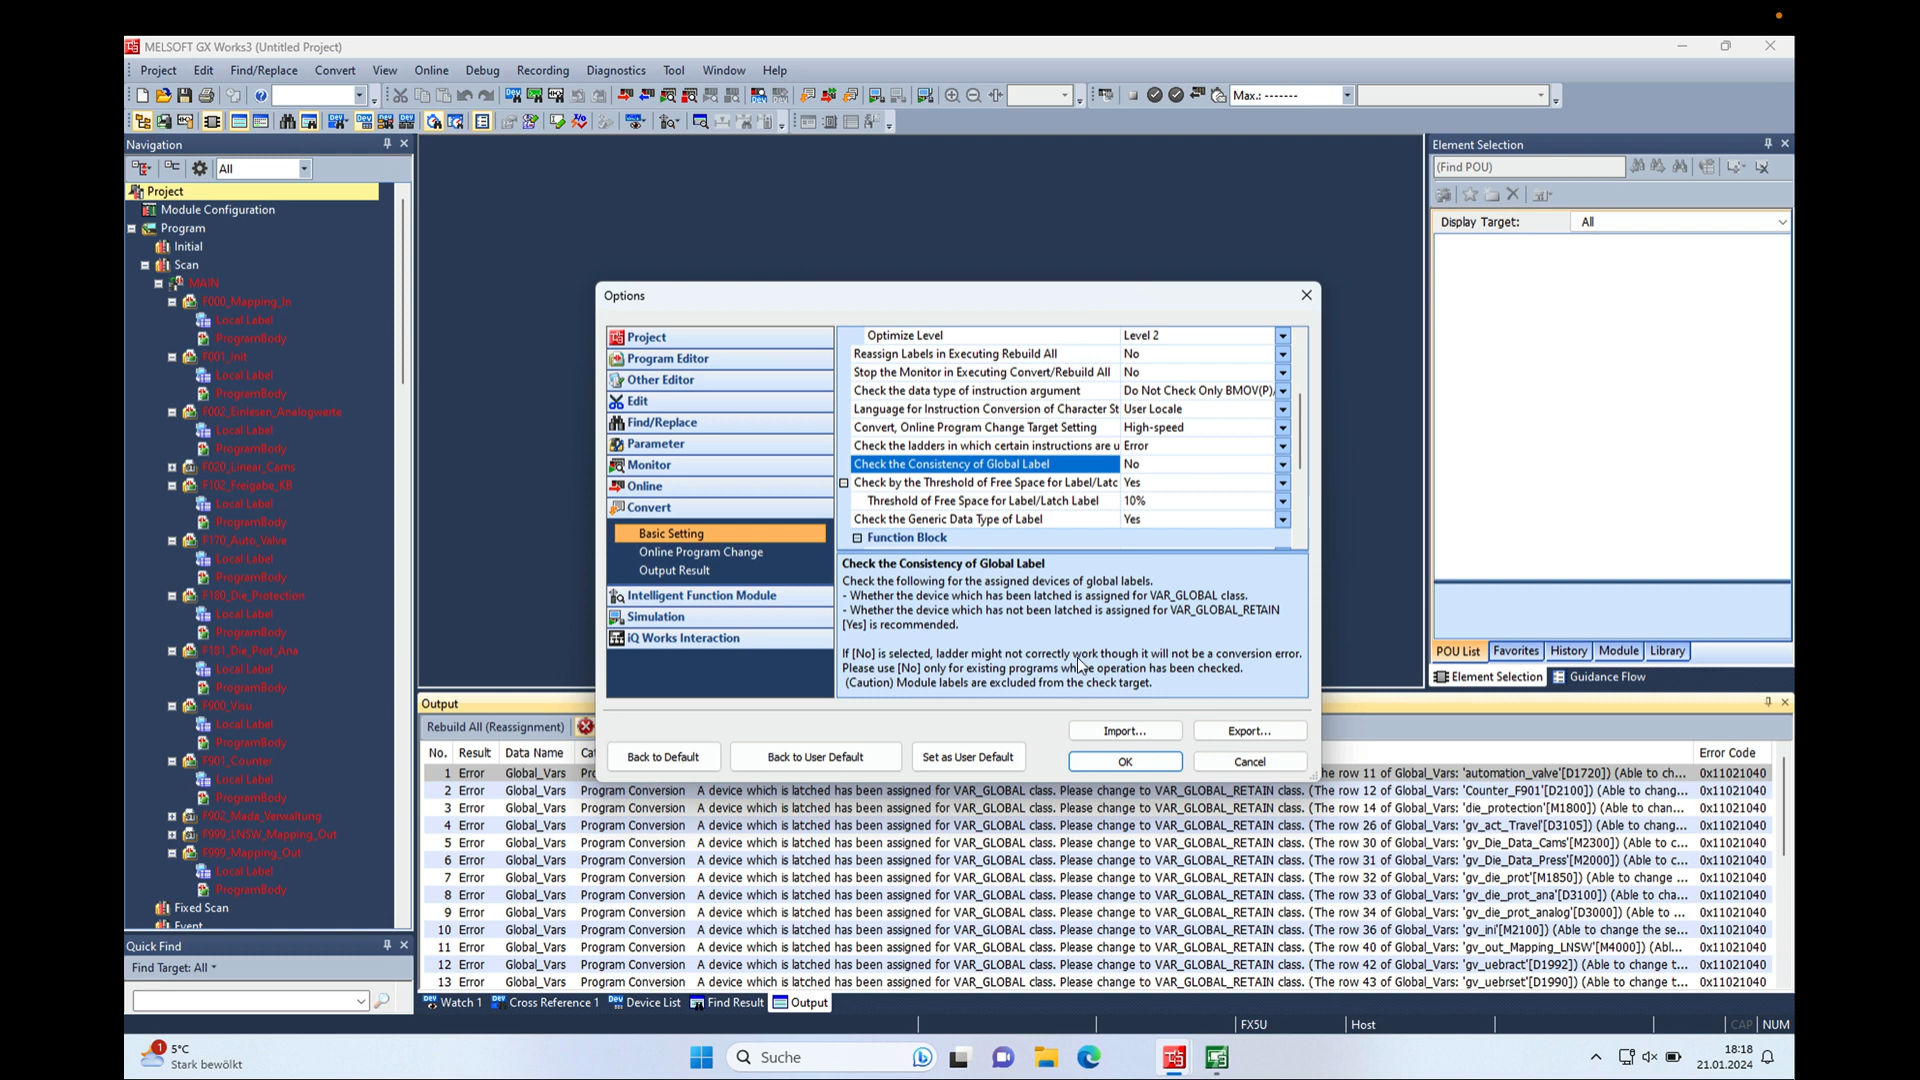 MELSOFT GX Works3 (Untitled Project)
Project Edit Find/Replace Convert View Online Debug Recording Diagnostics Tool Window Help
Max.: -------
Navigation
All
Project
Module Configuration
Program
Initial
Scan
MAIN
F000_Mapping_In
Local Label
ProgramBody
F001_Init
Local Label
ProgramBody
F002_Einlesen_Analogwerte
Local Label
ProgramBody
F020_Linear_Cams
F102_Freigabe_KB
Local Label
ProgramBody
F170_Auto_Valve
Local Label
ProgramBody
F180_Die_Protection
Local Label
ProgramBody
F181_Die_Prot_Ana
Local Label
ProgramBody
F900_Visu
Local Label
ProgramBody
F901_Counter
Local Label
ProgramBody
F902_Mada_Verwaltung
F999_LNSW_Mapping_Out
F999_Mapping_Out
Local Label
ProgramBody
Fixed Scan
Event
Quick Find
Find Target: All
Options
Project
Program Editor
Other Editor
Edit
Find/Replace
Parameter
Monitor
Online
Convert
Basic Setting
Online Program Change
Output Result
Intelligent Function Module
Simulation
iQ Works Interaction
Optimize Level Level 2
Reassign Labels in Executing Rebuild All No
Stop the Monitor in Executing Convert/Rebuild All No
Check the data type of instruction argument Do Not Check Only BMOV(P),
Language for Instruction Conversion of Character St User Locale
Convert, Online Program Change Target Setting High-speed
Check the ladders in which certain instructions are u Error
Check the Consistency of Global Label No
Check by the Threshold of Free Space for Label/Latc Yes
Threshold of Free Space for Label/Latch Label 10%
Check the Generic Data Type of Label Yes
Function Block
Check the Consistency of Global Label
Check the following for the assigned devices of global labels.
- Whether the device which has been latched is assigned for VAR_GLOBAL class.
- Whether the device which has not been latched is assigned for VAR_GLOBAL_RETAIN
[Yes] is recommended.
If [No] is selected, ladder might not correctly work though it will not be a conversion error.
Please use [No] only for existing programs whose operation has been checked.
(Caution) Module labels are excluded from the check target.
Import... Export...
Back to Default Back to User Default Set as User Default OK Cancel
Element Selection
(Find POU)
Display Target: All
POU List Favorites History Module Library
Element Selection Guidance Flow
Output
Rebuild All (Reassignment)
No. Result Data Name Cat Error Code
1 Error Global_Vars Pro he row 11 of Global_Vars: 'automation_valve'[D1720]) (Able to ch... 0x11021040
2 Error Global_Vars Program Conversion A device which is latched has been assigned for VAR_GLOBAL class. Please change to VAR_GLOBAL_RETAIN class. (The row 12 of Global_Vars: 'Counter_F901'[D2100]) (Able to chang... 0x11021040
3 Error Global_Vars Program Conversion A device which is latched has been assigned for VAR_GLOBAL class. Please change to VAR_GLOBAL_RETAIN class. (The row 14 of Global_Vars: 'die_protection'[M1800]) (Able to chan... 0x11021040
4 Error Global_Vars Program Conversion A device which is latched has been assigned for VAR_GLOBAL class. Please change to VAR_GLOBAL_RETAIN class. (The row 26 of Global_Vars: 'gv_act_Travel'[D3105]) (Able to chang... 0x11021040
5 Error Global_Vars Program Conversion A device which is latched has been assigned for VAR_GLOBAL class. Please change to VAR_GLOBAL_RETAIN class. (The row 30 of Global_Vars: 'gv_Die_Data_Cams'[M2300]) (Able to c... 0x11021040
6 Error Global_Vars Program Conversion A device which is latched has been assigned for VAR_GLOBAL class. Please change to VAR_GLOBAL_RETAIN class. (The row 31 of Global_Vars: 'gv_Die_Data_Press'[M2000]) (Able to c... 0x11021040
7 Error Global_Vars Program Conversion A device which is latched has been assigned for VAR_GLOBAL class. Please change to VAR_GLOBAL_RETAIN class. (The row 32 of Global_Vars: 'gv_die_prot'[M1850]) (Able to change ... 0x11021040
8 Error Global_Vars Program Conversion A device which is latched has been assigned for VAR_GLOBAL class. Please change to VAR_GLOBAL_RETAIN class. (The row 33 of Global_Vars: 'gv_die_prot_ana'[D3100]) (Able to cha... 0x11021040
9 Error Global_Vars Program Conversion A device which is latched has been assigned for VAR_GLOBAL class. Please change to VAR_GLOBAL_RETAIN class. (The row 34 of Global_Vars: 'gv_die_prot_analog'[D3000]) (Able to ... 0x11021040
10 Error Global_Vars Program Conversion A device which is latched has been assigned for VAR_GLOBAL class. Please change to VAR_GLOBAL_RETAIN class. (The row 36 of Global_Vars: 'gv_ini'[M2100]) (Able to change the se... 0x11021040
11 Error Global_Vars Program Conversion A device which is latched has been assigned for VAR_GLOBAL class. Please change to VAR_GLOBAL_RETAIN class. (The row 40 of Global_Vars: 'gv_out_Mapping_LNSW'[M4000]) (Abl... 0x11021040
12 Error Global_Vars Program Conversion A device which is latched has been assigned for VAR_GLOBAL class. Please change to VAR_GLOBAL_RETAIN class. (The row 42 of Global_Vars: 'gv_uebract'[D1992]) (Able to change t... 0x11021040
13 Error Global_Vars Program Conversion A device which is latched has been assigned for VAR_GLOBAL class. Please change to VAR_GLOBAL_RETAIN class. (The row 43 of Global_Vars: 'gv_uebrset'[D1990]) (Able to change t... 0x11021040
Watch 1 Cross Reference 1 Device List Find Result Output
FX5U Host CAP NUM
1 5°C
Stark bewölkt
Suche
18:18
21.01.2024